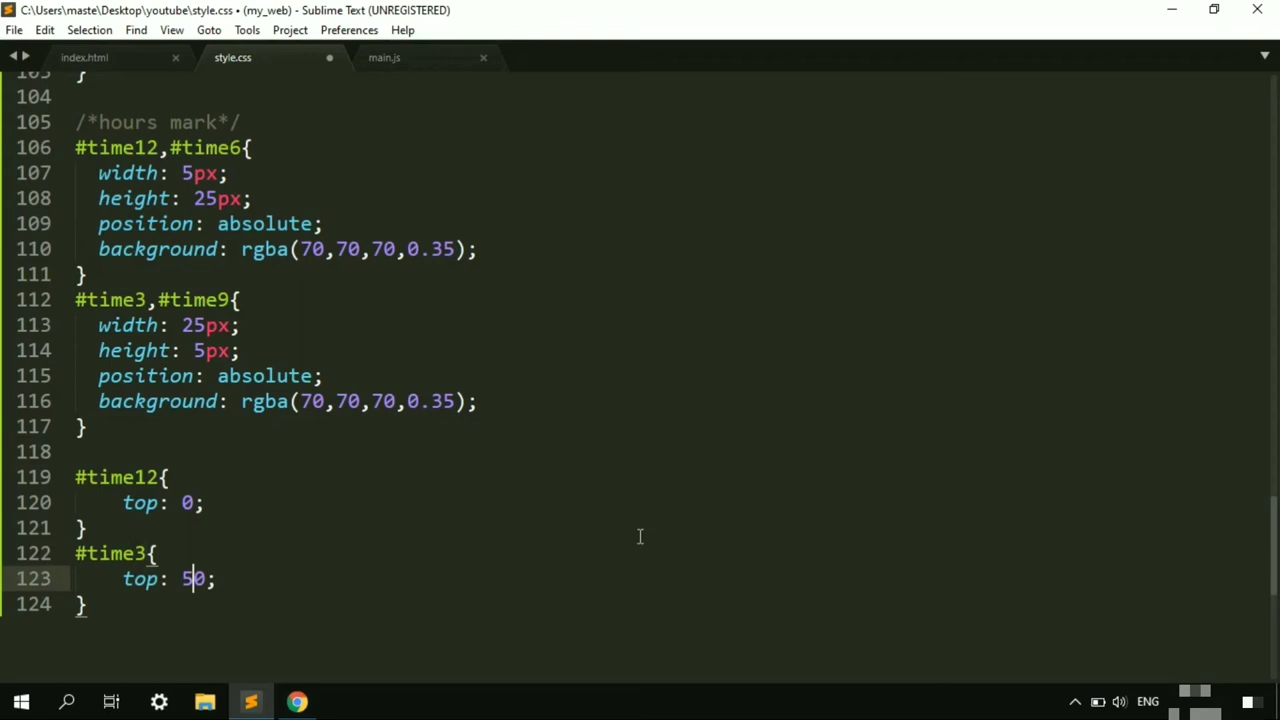 C:\Users\maste\Desktop\youtube\style.css • (my_web) - Sublime Text (UNREGISTERED)
File Edit Selection Find View Goto Tools Project Preferences Help
index.html style.css main.js
103 }
104
105 /*hours mark*/
106 #time12,#time6{
107 width: 5px;
108 height: 25px;
109 position: absolute;
110 background: rgba(70,70,70,0.35);
111 }
112 #time3,#time9{
113 width: 25px;
114 height: 5px;
115 position: absolute;
116 background: rgba(70,70,70,0.35);
117 }
118
119 #time12{
120 top: 0;
121 }
122 #time3{
123 top: 50;
124 }
ENG